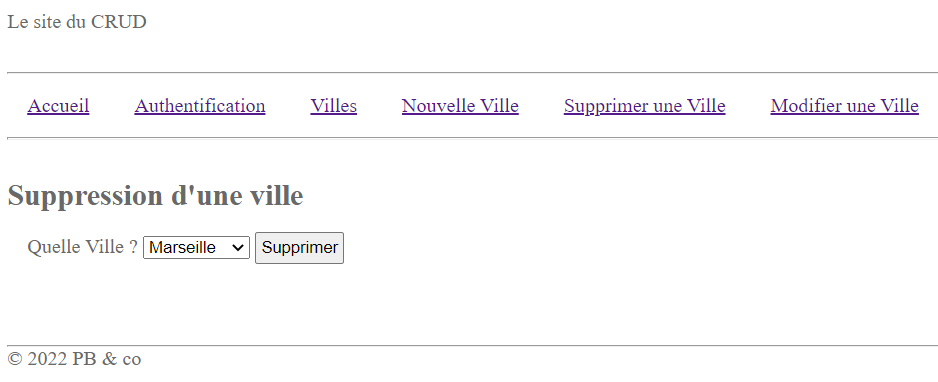 Le site du CRUD
Accueil Authentification Villes Nouvelle Ville Supprimer une Ville Modifier une Ville
Suppression d'une ville
Quelle Ville ? Marseille Supprimer
© 2022 PB & co